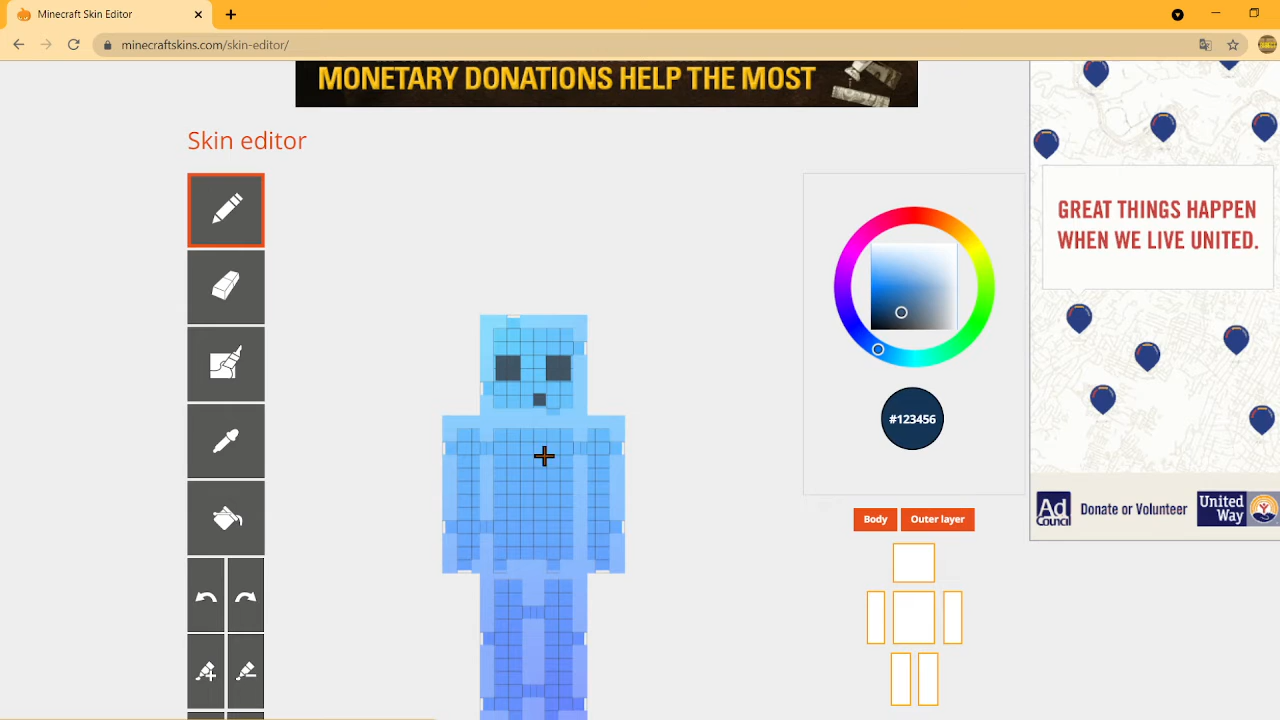 Minecraft Skin Editor
minecraftskins.com/skin-editor/
MONETARY DONATIONS HELP THE MOST
Skin editor
GREAT THINGS HAPPEN
WHEN WE LIVE UNITED.
#123456
Ad
Council
Donate or Volunteer
United
Way
Body
Outer layer